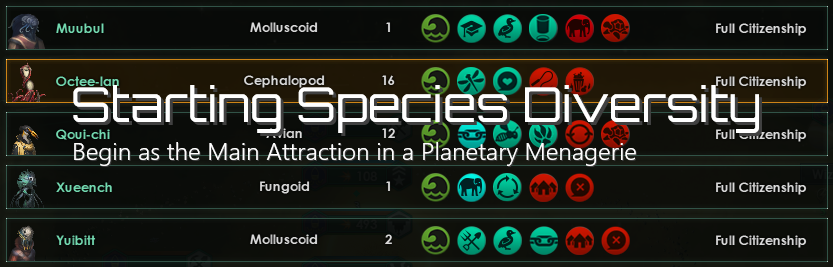 Muubul Molluscoid 1 Full Citizenship
Octee-lan Cephalopod 16 Full Citizenship
Starting Species Diversity
Qoui-chi Avian 12 Full Citizenship
Begin as the Main Attraction in a Planetary Menagerie
Xueench Fungoid 1 Full Citizenship
Yuibitt Molluscoid 2 Full Citizenship